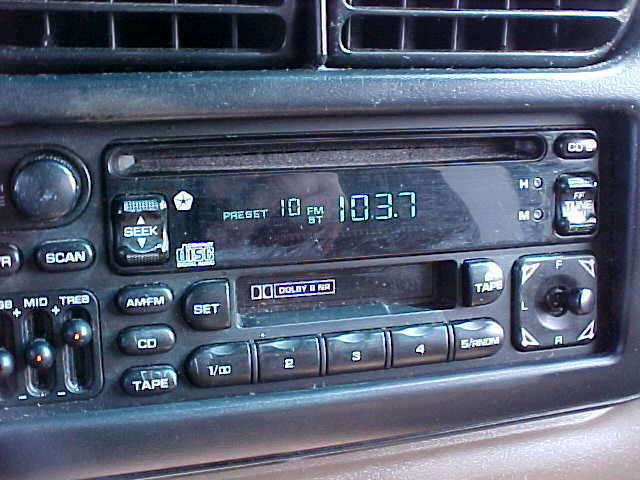 CD
H
SEEK
PRESET 10 FM ST 103.7
FF
TUNE
M
disc
SCAN
MID TREB
AM/FM
SET
DOLBY B NR
TAPE
F
L
R
CD
TAPE
1/
2
3
4
5/RNDM